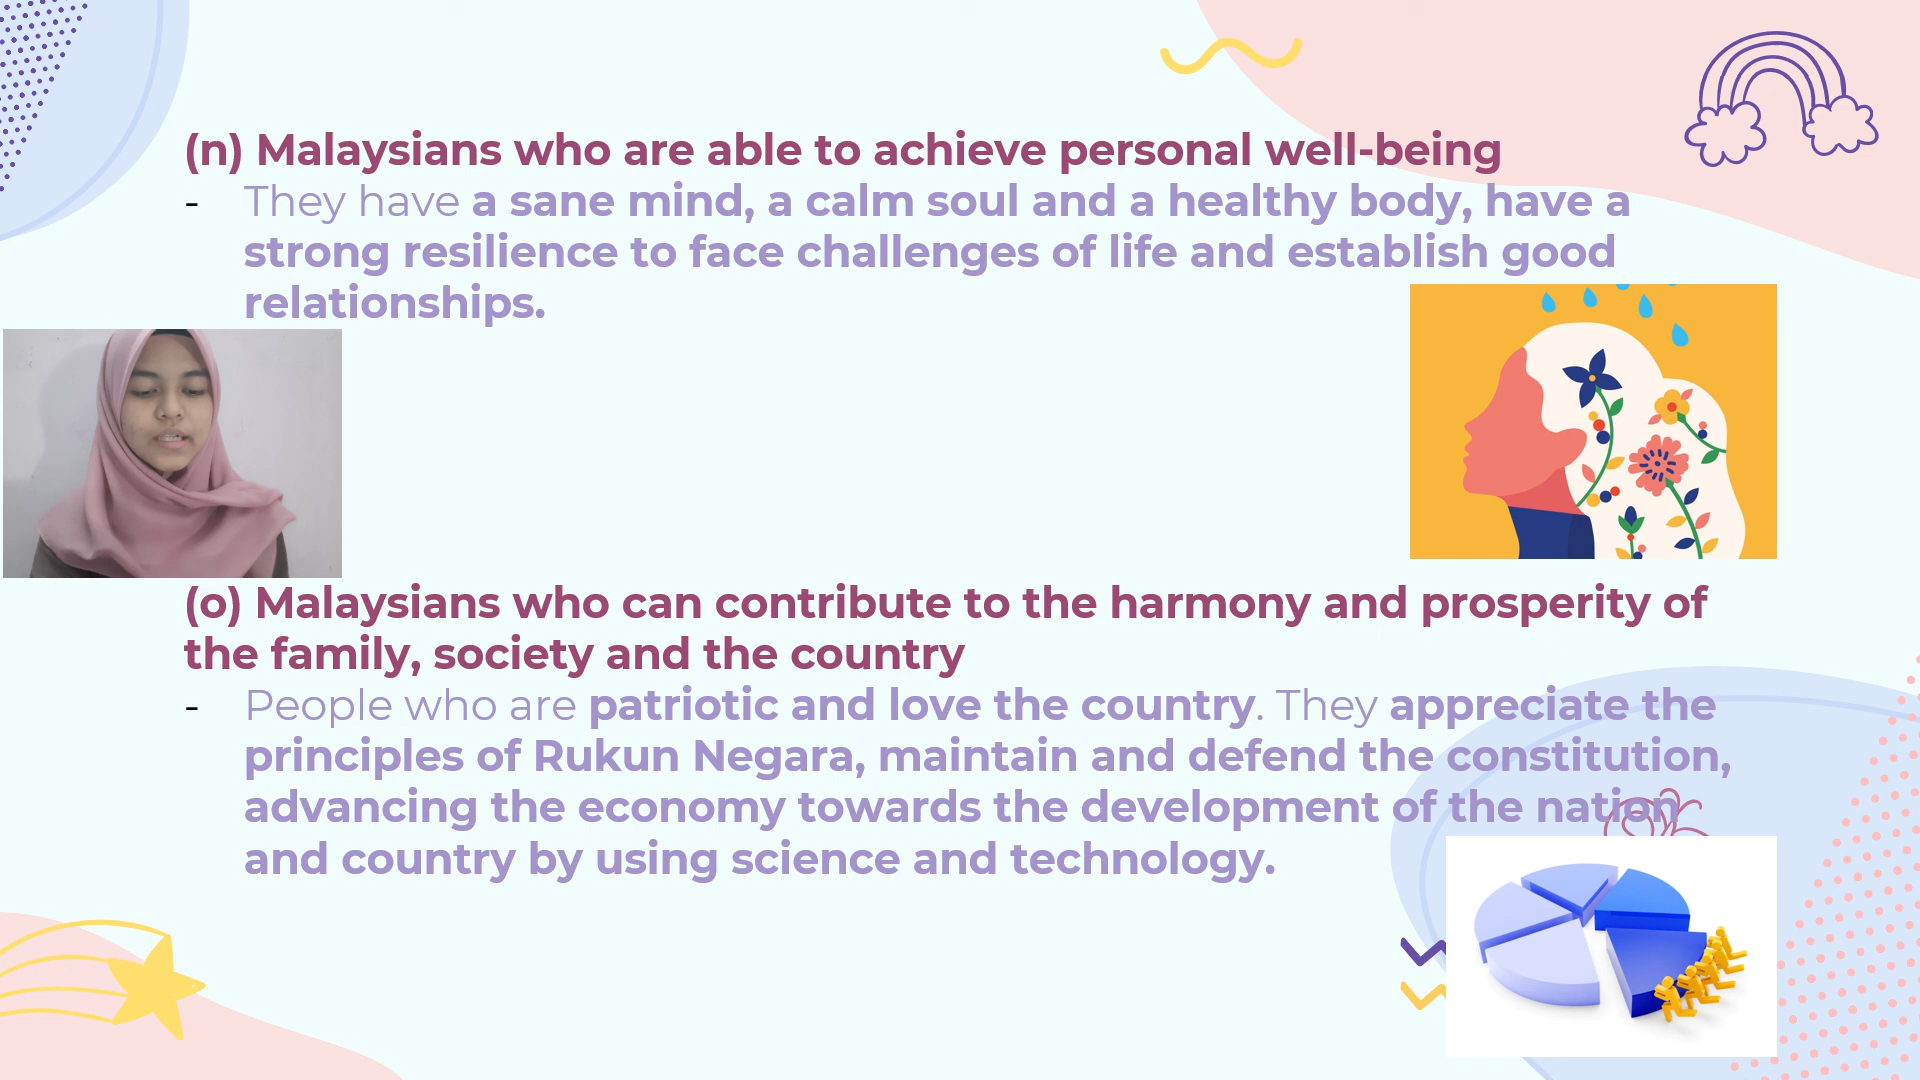 (n) Malaysians who are able to achieve personal well-being
- They have a sane mind, a calm soul and a healthy body, have a
strong resilience to face challenges of life and establish good
relationships.
(o) Malaysians who can contribute to the harmony and prosperity of
the family, society and the country
- People who are patriotic and love the country. They appreciate the
principles of Rukun Negara, maintain and defend the constitution,
advancing the economy towards the development of the nation
and country by using science and technology.